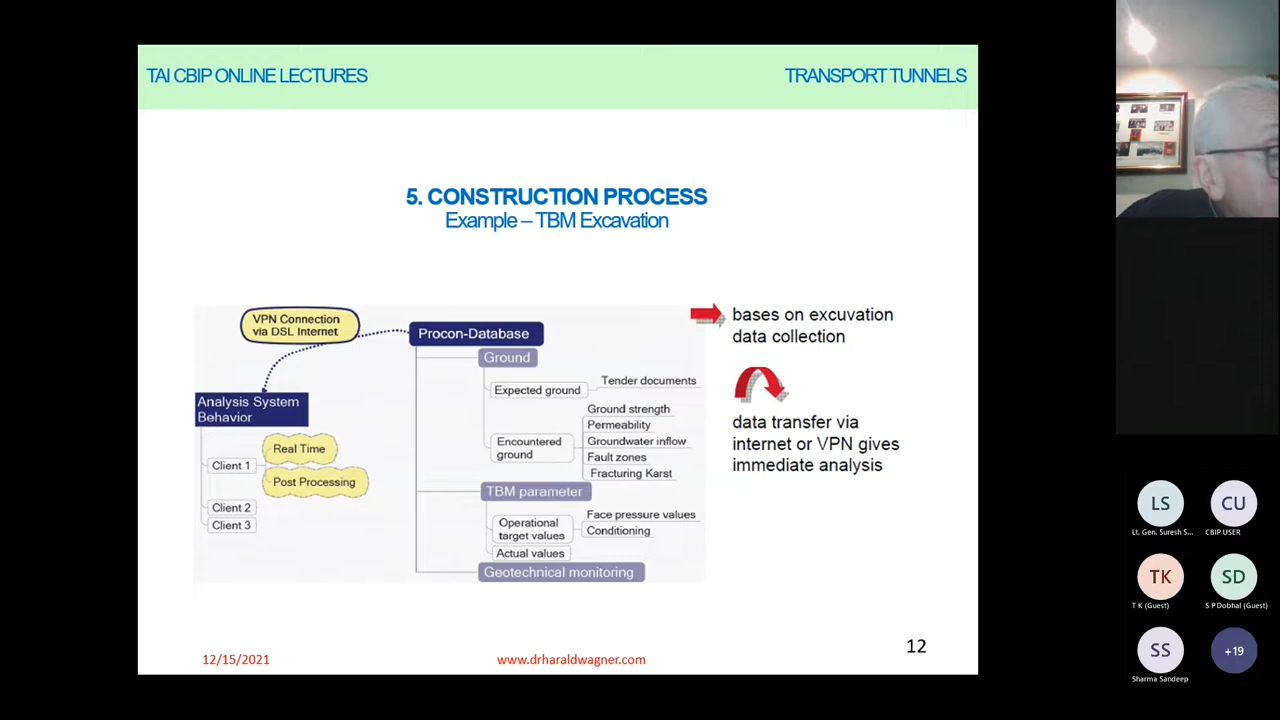 TAI CBIP ONLINE LECTURES
TRANSPORT TUNNELS
5. CONSTRUCTION PROCESS
Example – TBM Excavation
VPN Connection
via DSL Internet
Procon-Database
Ground
Expected ground
Tender documents
Encountered
ground
Ground strength
Permeability
Groundwater inflow
Fault zones
Fracturing Karst
TBM parameter
Operational
target values
Face pressure values
Conditioning
Actual values
Geotechnical monitoring
Analysis System
Behavior
Client 1
Real Time
Post Processing
Client 2
Client 3
bases on excuvation
data collection
data transfer via
internet or VPN gives
immediate analysis
12/15/2021
www.drharaldwagner.com
12
LS
Lt. Gen. Suresh S...
CU
CBIP USER
TK
T K (Guest)
SD
S P Dobhal (Guest)
SS
Sharma Sandeep
+19